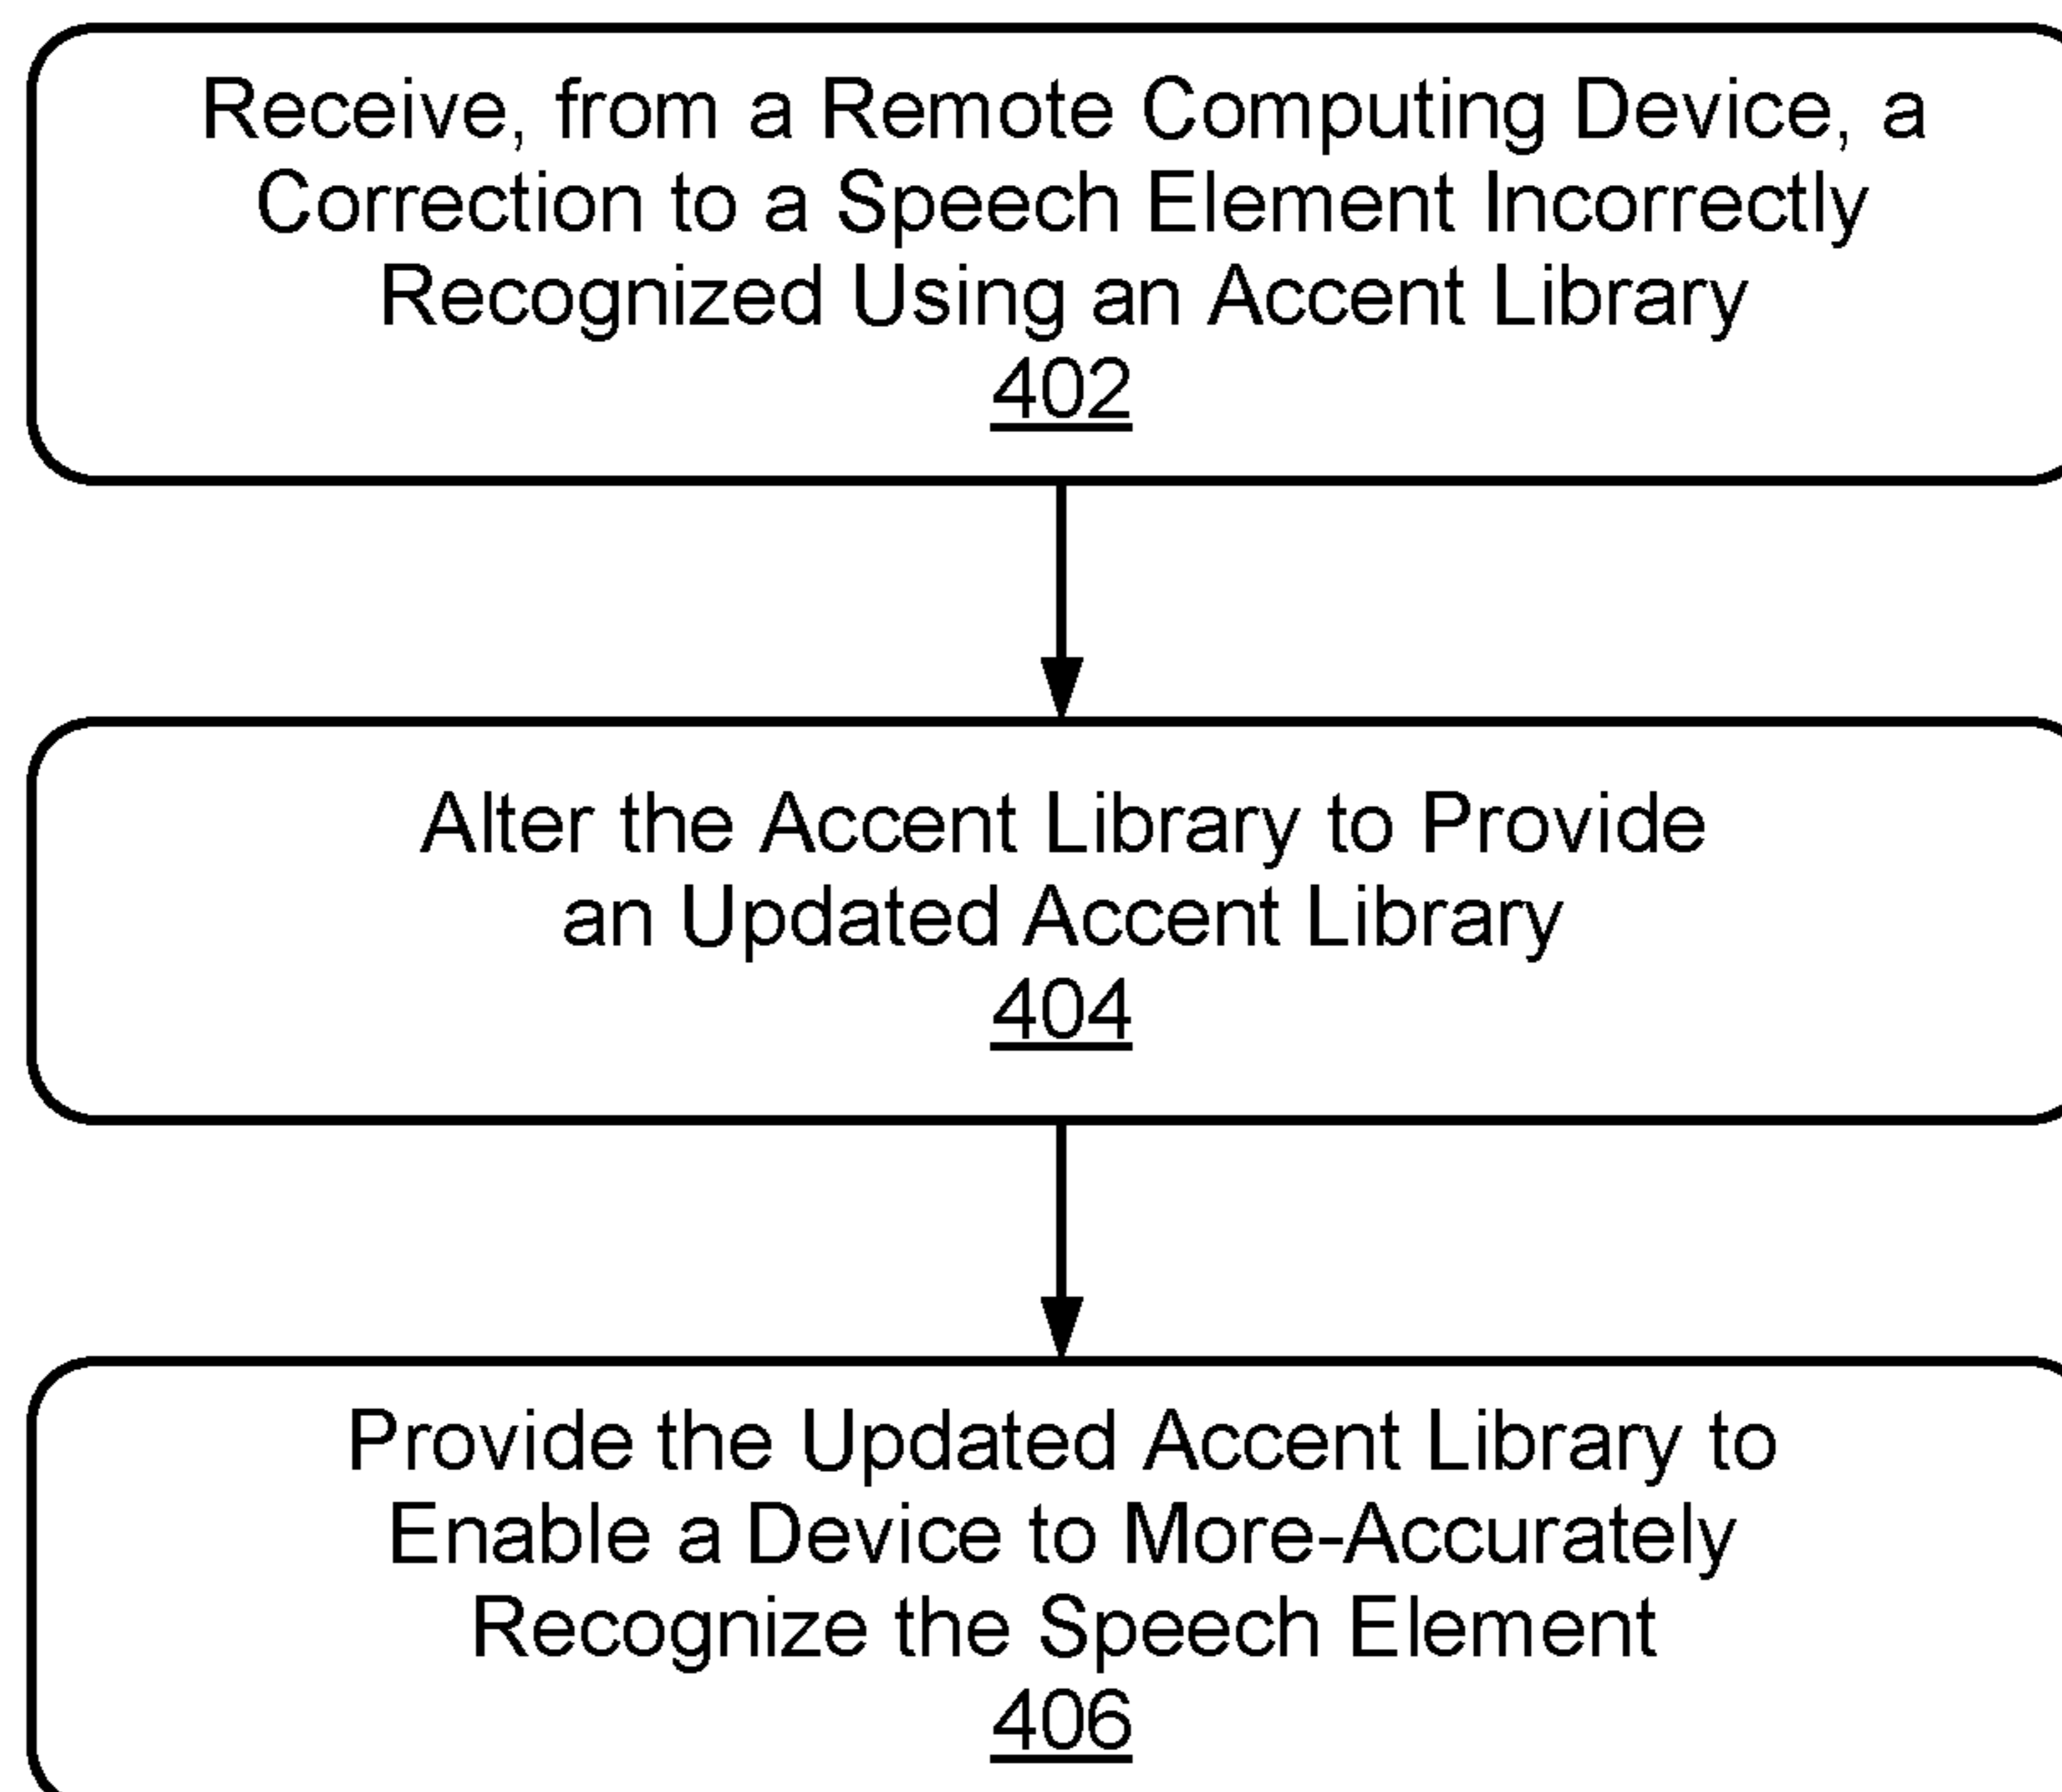 Receive, from a Remote Computing Device, a
Correction to a Speech Element Incorrectly
Recognized Using an Accent Library
402
Alter the Accent Library to Provide
an Updated Accent Library
404
Provide the Updated Accent Library to
Enable a Device to More-Accurately
Recognize the Speech Element
406